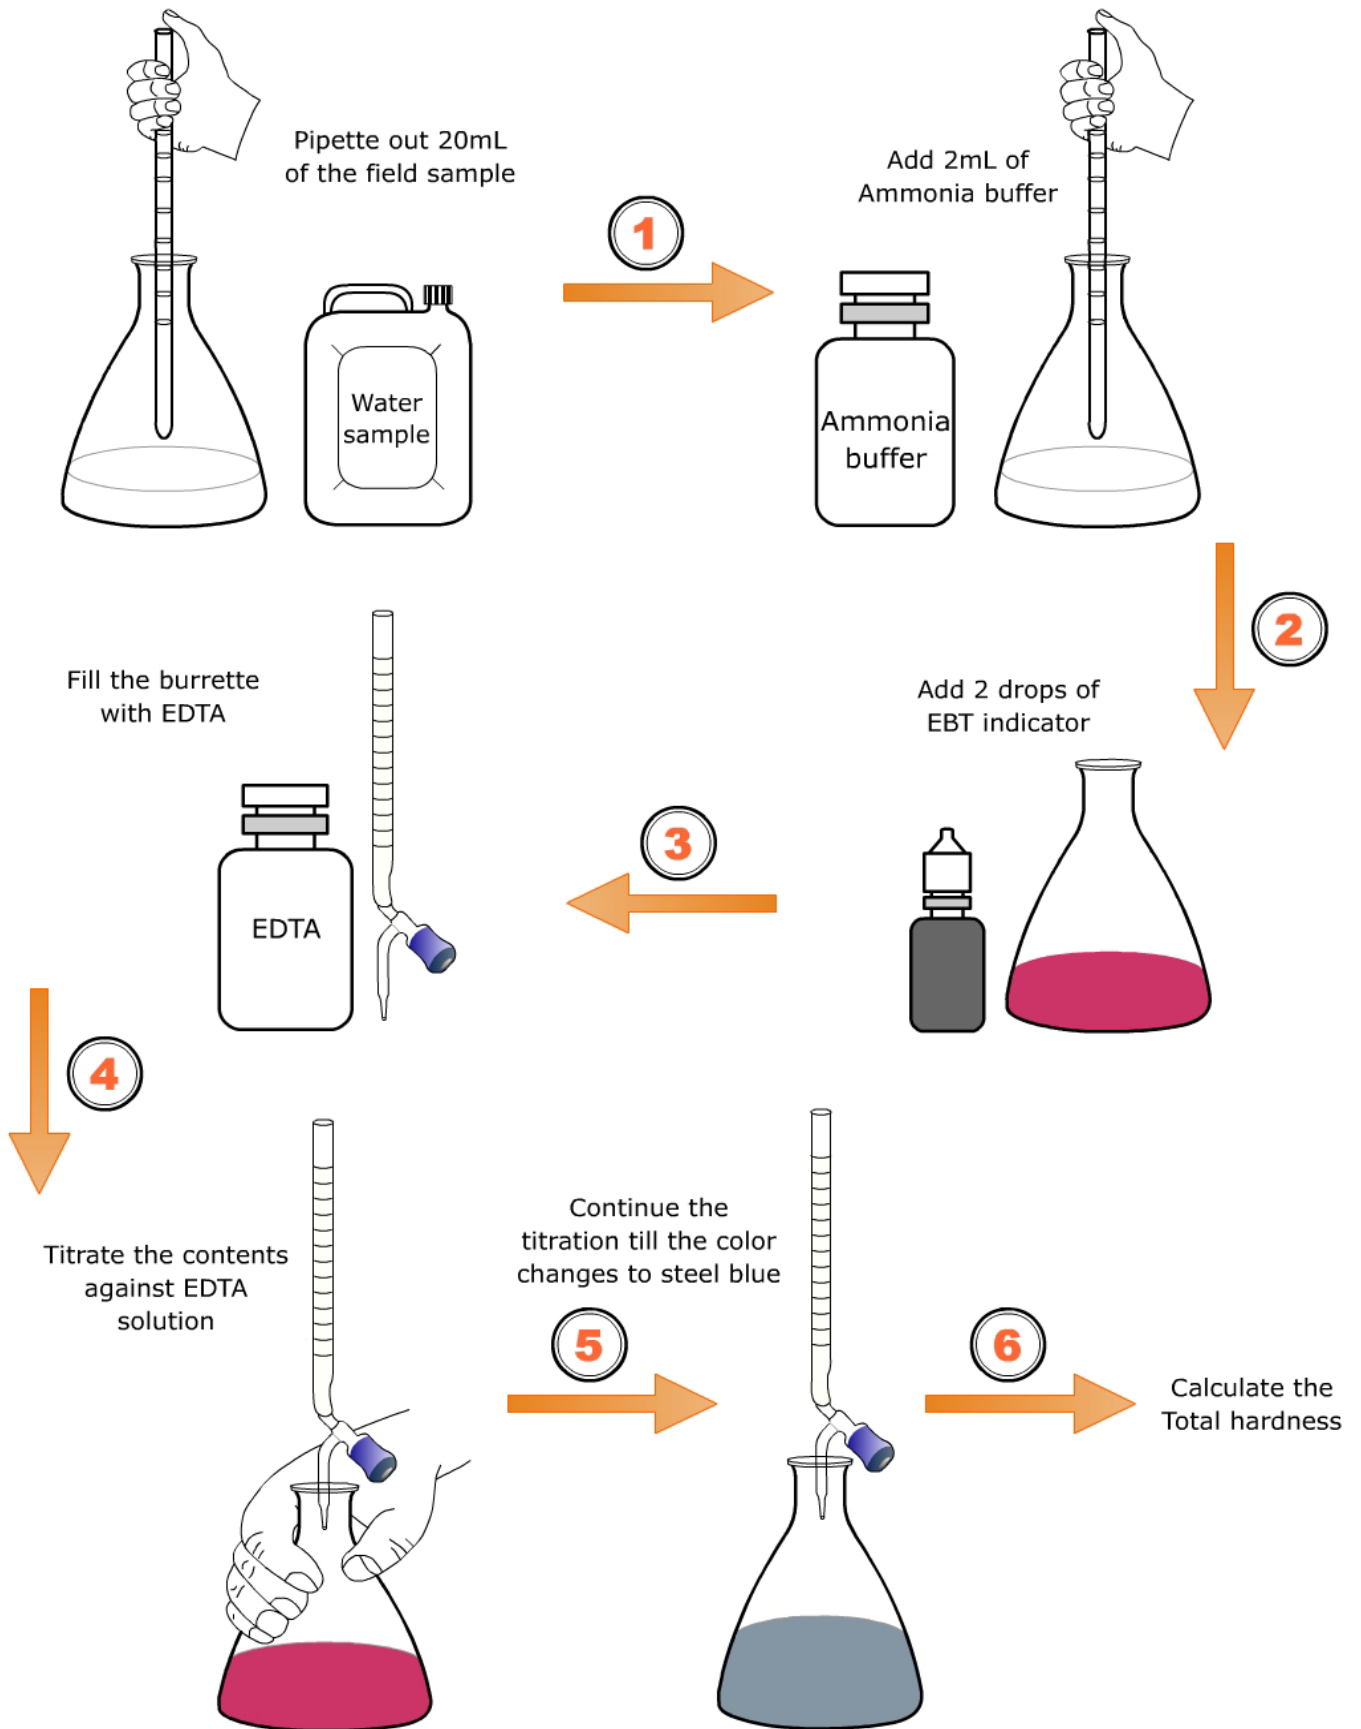 Pipette out 20mL
of the field sample
Water
sample
1
Add 2mL of
Ammonia buffer
Ammonia
buffer
2
Add 2 drops of
EBT indicator
3
Fill the burrette
with EDTA
EDTA
4
Titrate the contents
against EDTA
solution
5
Continue the
titration till the color
changes to steel blue
6
Calculate the
Total hardness